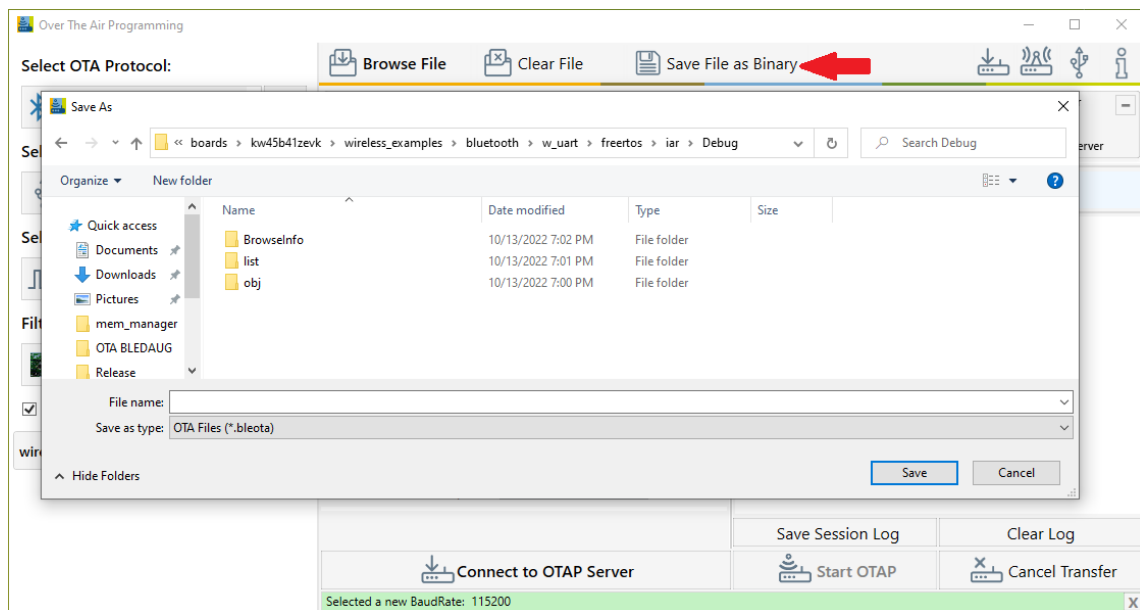 Over The Air Programming
Select OTA Protocol:
Browse File
Clear File
Save File as Binary
Save As
« boards › kw45b41zevk › wireless_examples › bluetooth › w_uart › freertos › iar › Debug
Search Debug
Organize
New folder
Name
Date modified
Type
Size
Quick access
Documents
Downloads
Pictures
mem_manager
OTA BLEDAUG
Release
BrowseInfo 10/13/2022 7:02 PM File folder
list 10/13/2022 7:01 PM File folder
obj 10/13/2022 7:00 PM File folder
File name:
Save as type: OTA Files (*.bleota)
Hide Folders
Save
Cancel
Save Session Log
Clear Log
Connect to OTAP Server
Start OTAP
Cancel Transfer
Selected a new BaudRate: 115200
X